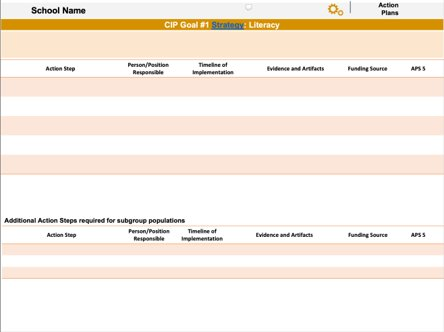 School Name
Action
Plans
CIP Goal #1 Strategy: Literacy
Action Step Person/Position Responsible Timeline of Implementation Evidence and Artifacts Funding Source APS 5
Additional Action Steps required for subgroup populations
Action Step Person/Position Responsible Timeline of Implementation Evidence and Artifacts Funding Source APS 5